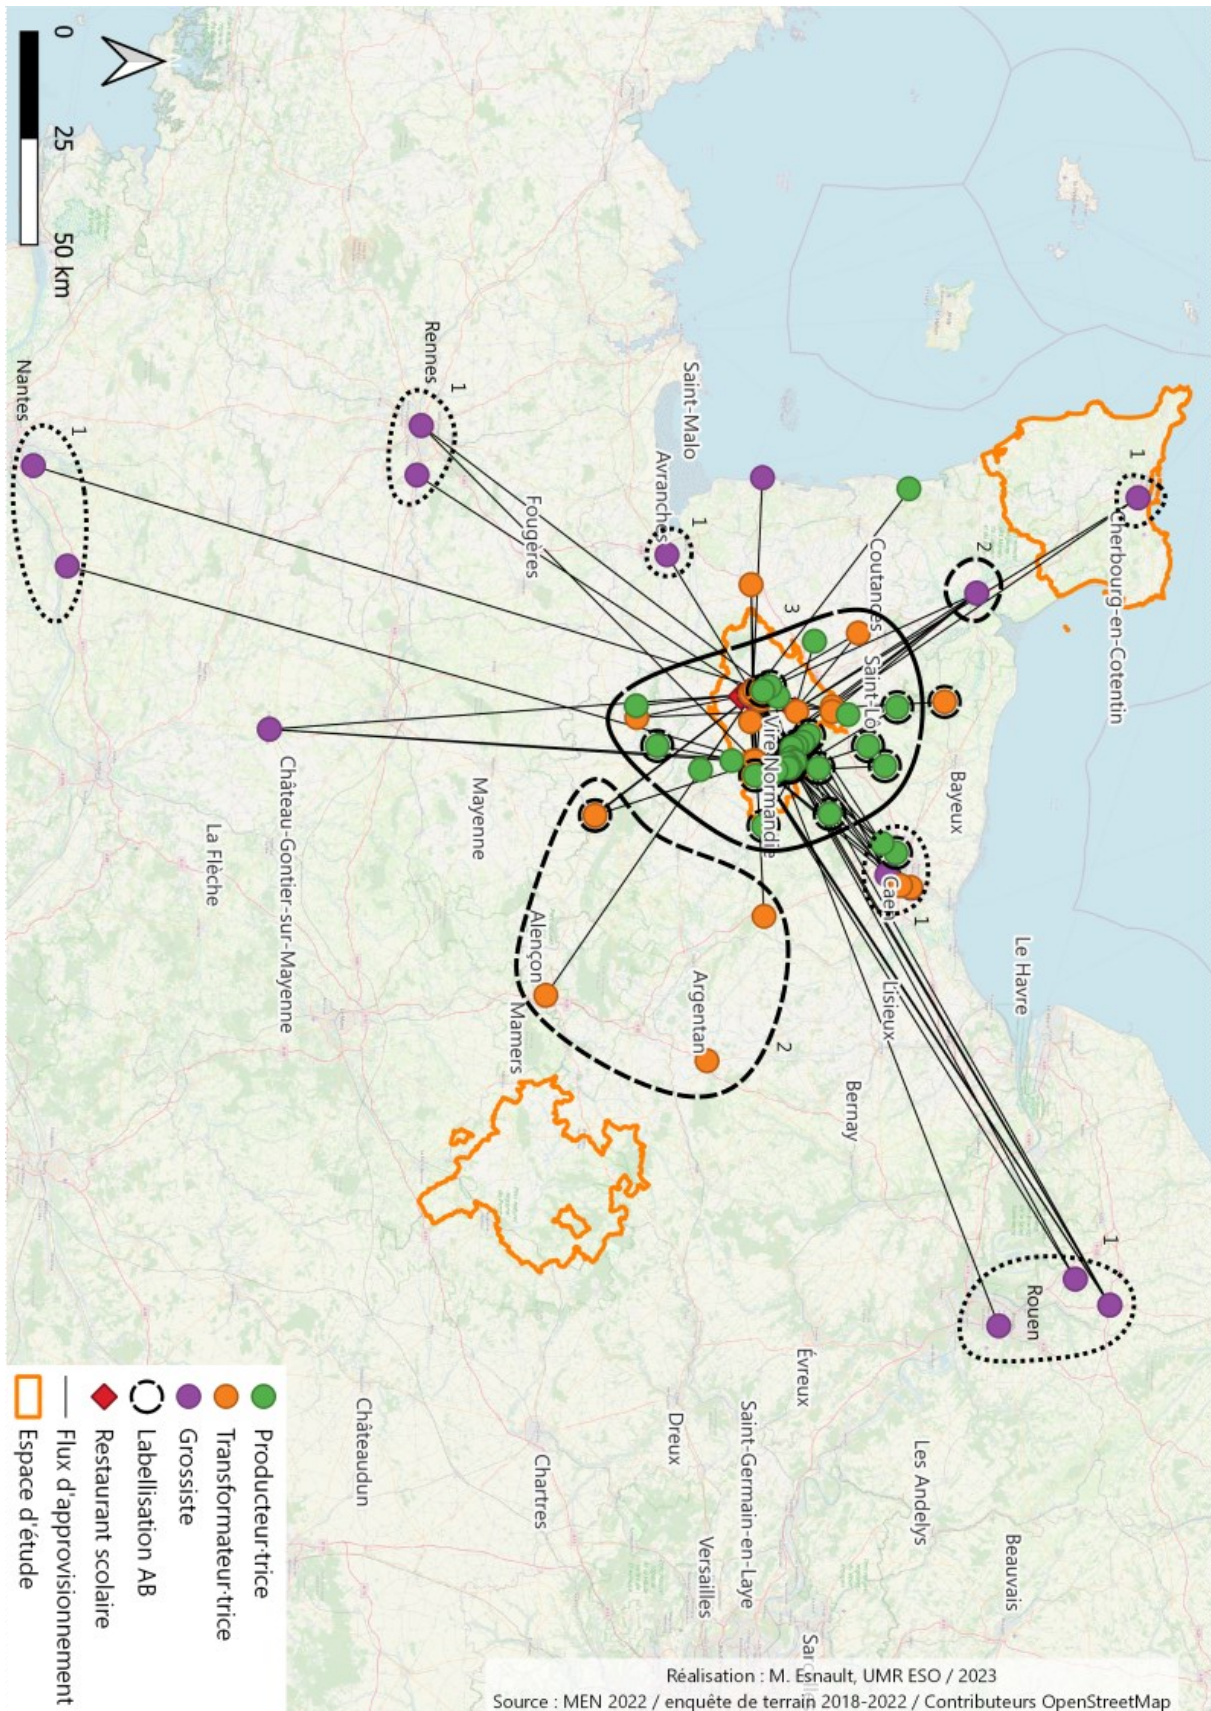 Cherbourg-en-Cotentin
1
2
Coutances
Saint-Lô
Bayeux
Caen
1
Le Havre
Lisieux
Bernay
1
Rouen
Évreux
Les Andelys
Beauvais
Saint-Germain-en-Laye
Versailles
Dreux
Chartres
Châteaudun
3
Vire Normandie
Argentan
2
Saint-Malo
Avranches
1
Fougères
Alençon
Mamers
Mayenne
Rennes
1
Château-Gontier-sur-Mayenne
La Flèche
Nantes
1
0 25 50 km
Producteur·trice
Transformateur·trice
Grossiste
Labellisation AB
Restaurant scolaire
Flux d'approvisionnement
Espace d'étude
Réalisation : M. Esnault, UMR ESO / 2023
Source : MEN 2022 / enquête de terrain 2018-2022 / Contributeurs OpenStreetMap